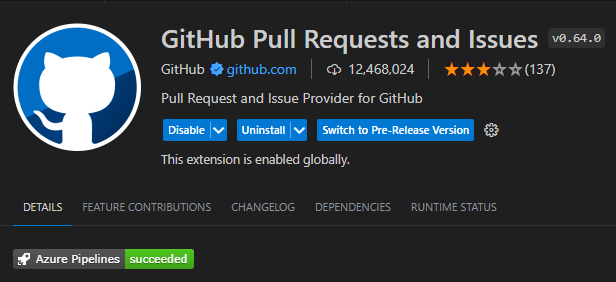 GitHub Pull Requests and Issues v0.64.0
GitHub github.com 12,468,024 (137)
Pull Request and Issue Provider for GitHub
Disable Uninstall Switch to Pre-Release Version
This extension is enabled globally.
DETAILS FEATURE CONTRIBUTIONS CHANGELOG DEPENDENCIES RUNTIME STATUS
Azure Pipelines succeeded